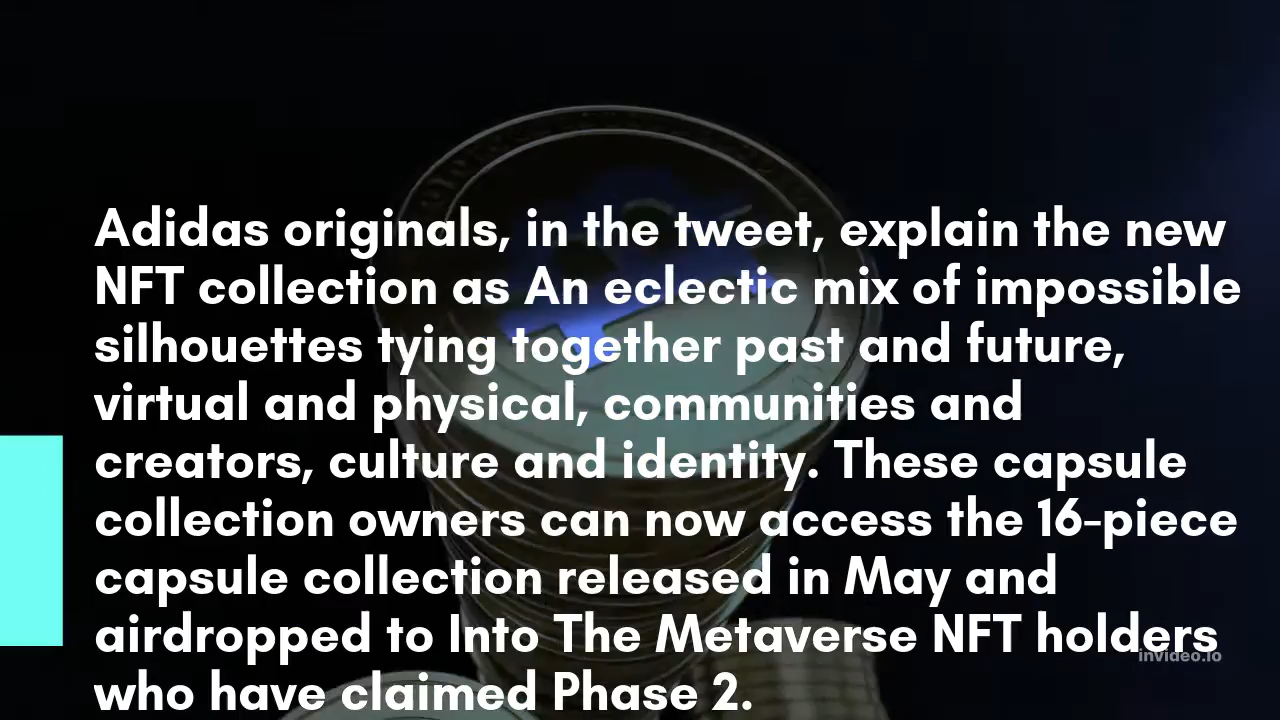 Adidas originals, in the tweet, explain the new
NFT collection as An eclectic mix of impossible
silhouettes tying together past and future,
virtual and physical, communities and
creators, culture and identity. These capsule
collection owners can now access the 16-piece
capsule collection released in May and
airdropped to Into The Metaverse NFT holders
invideo.io
who have claimed Phase 2.